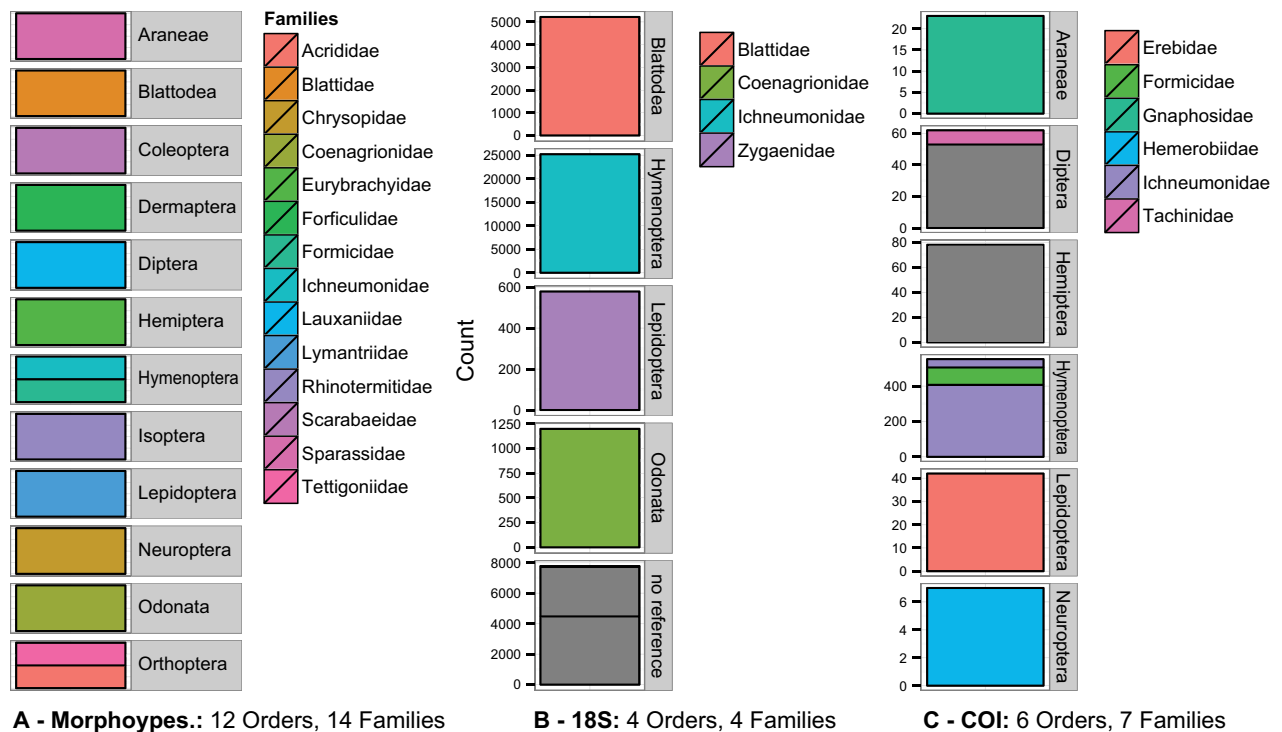 Araneae
Blattodea
Coleoptera
Dermaptera
Diptera
Hemiptera
Hymenoptera
Isoptera
Lepidoptera
Neuroptera
Odonata
Orthoptera
Families
Acrididae
Blattidae
Chrysopidae
Coenagrionidae
Eurybrachyidae
Forficulidae
Formicidae
Ichneumonidae
Lauxaniidae
Lymantriidae
Rhinotermitidae
Scarabaeidae
Sparassidae
Tettigoniidae
A - Morphoypes.: 12 Orders, 14 Families
Count
5000
4000
3000
2000
1000
0
Blattodea
25000
20000
15000
10000
5000
0
Hymenoptera
600
400
200
0
Lepidoptera
1250
1000
750
500
250
0
Odonata
8000
6000
4000
2000
0
no reference
Blattidae
Coenagrionidae
Ichneumonidae
Zygaenidae
B - 18S: 4 Orders, 4 Families
20
15
10
5
0
Araneae
60
40
20
0
Diptera
80
60
40
20
0
Hemiptera
400
200
0
Hymenoptera
40
30
20
10
0
Lepidoptera
6
4
2
0
Neuroptera
Erebidae
Formicidae
Gnaphosidae
Hemerobiidae
Ichneumonidae
Tachinidae
C - COI: 6 Orders, 7 Families